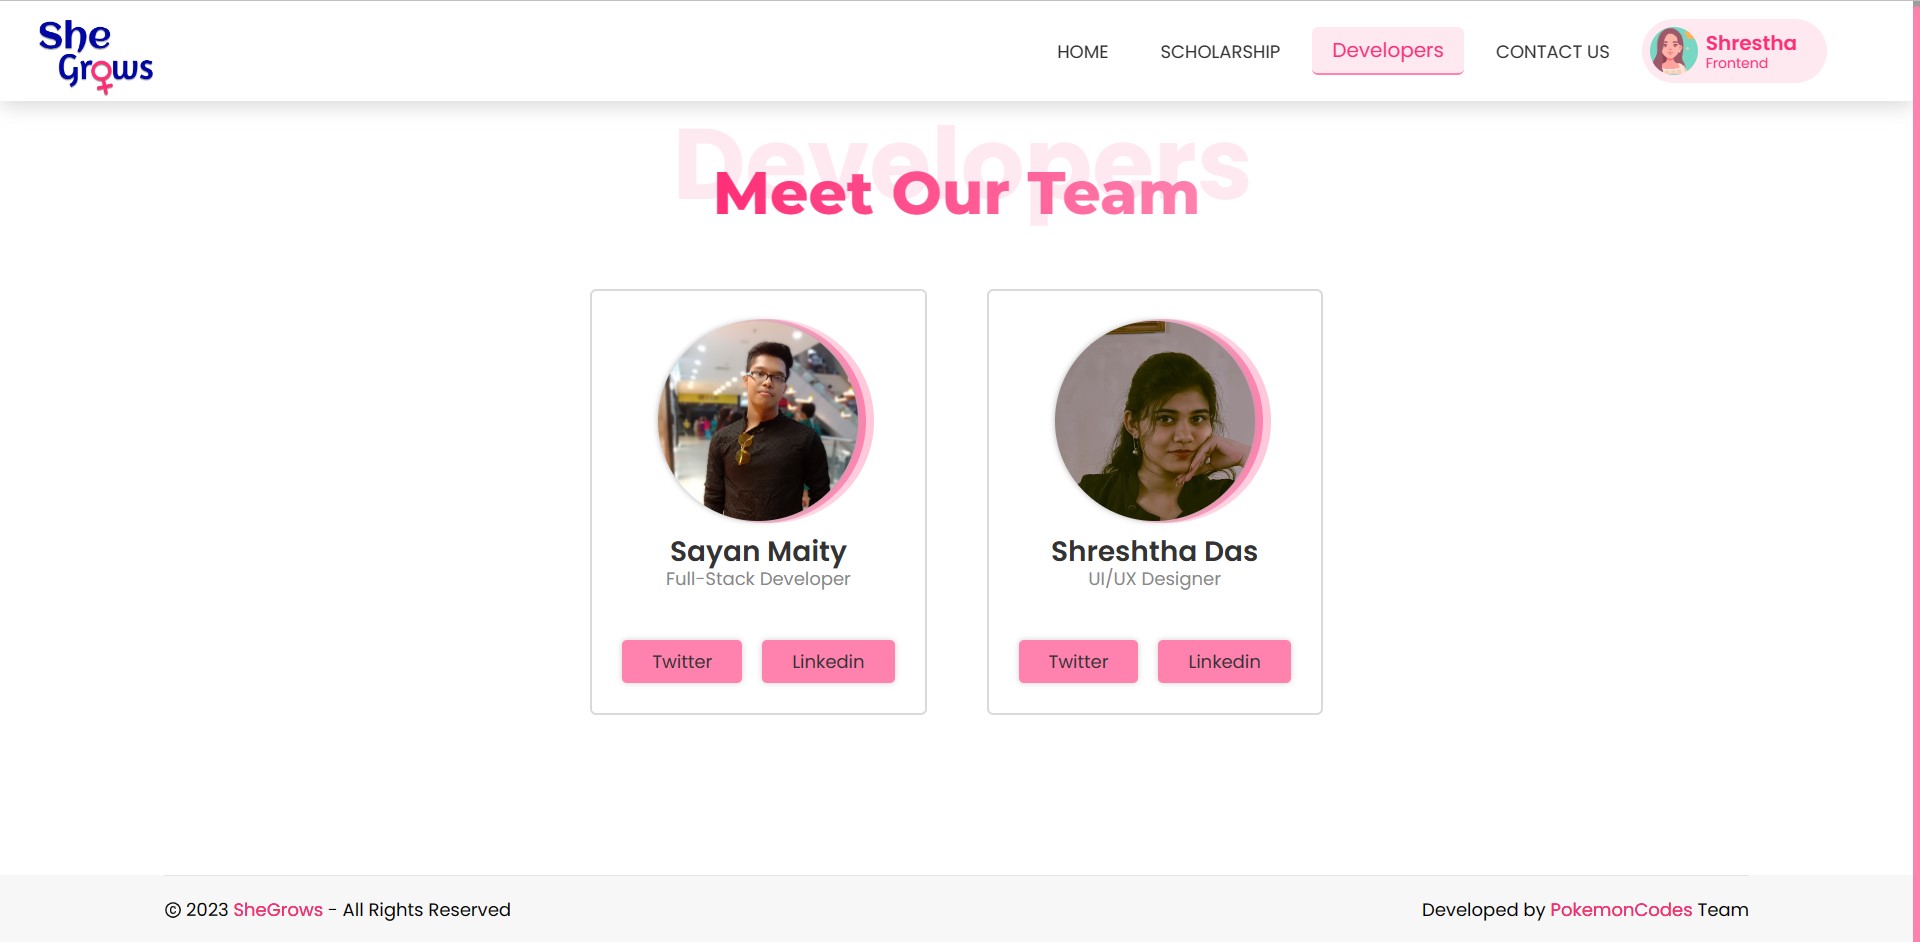 She
Grows
HOME
SCHOLARSHIP
Developers
CONTACT US
Shrestha
Frontend
Developers
Meet Our Team
Sayan Maity
Full-Stack Developer
Twitter
Linkedin
Shreshtha Das
UI/UX Designer
Twitter
Linkedin
© 2023 SheGrows - All Rights Reserved
Developed by PokemonCodes Team